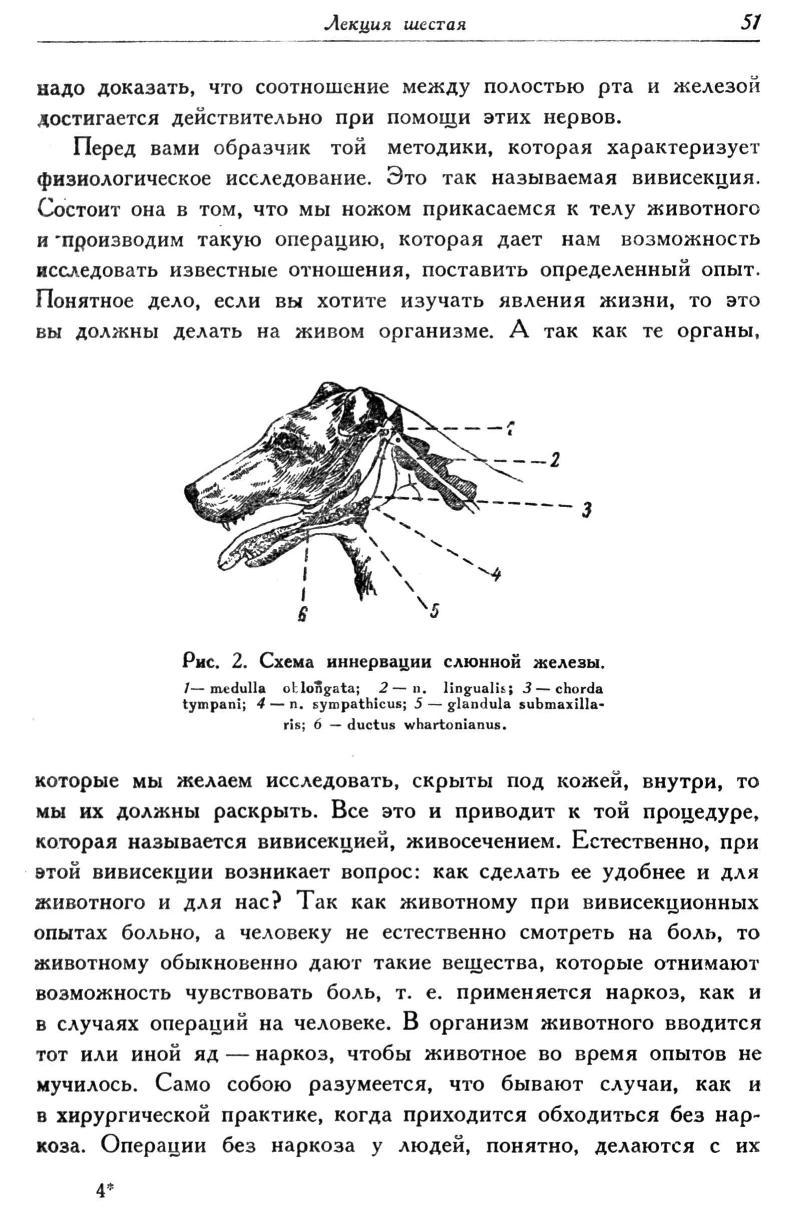 Лекция шестая 51
надо доказать, что соотношение между полостью рта и железой
достигается действительно при помощи этих нервов.
Перед вами образчик той методики, которая характеризует
физиологическое исследование. Это так называемая вивисекция.
Состоит она в том, что мы ножом прикасаемся к телу животного
и производим такую операцию, которая дает нам возможность
исследовать известные отношения, поставить определенный опыт.
Понятное дело, если вы хотите изучать явления жизни, то это
вы должны делать на живом организме. А так как те органы,
1
2
3
4
5
6
Рис. 2. Схема иннервации слюнной железы.
1— medulla oblongata; 2 — n. lingualis; 3 — chorda
tympani; 4 — n. sympathicus; 5 — glandula submaxilla-
ris; 6 — ductus whartonianus.
которые мы желаем исследовать, скрыты под кожей, внутри, то
мы их должны раскрыть. Все это и приводит к той процедуре,
которая называется вивисекцией, живосечением. Естественно, при
этой вивисекции возникает вопрос: как сделать ее удобнее и для
животного и для нас? Так как животному при вивисекционных
опытах больно, а человеку не естественно смотреть на боль, то
животному обыкновенно дают такие вещества, которые отнимают
возможность чувствовать боль, т. е. применяется наркоз, как и
в случаях операций на человеке. В организм животного вводится
тот или иной яд — наркоз, чтобы животное во время опытов не
мучилось. Само собою разумеется, что бывают случаи, как и
в хирургической практике, когда приходится обходиться без нар-
коза. Операции без наркоза у людей, понятно, делаются с их
4*